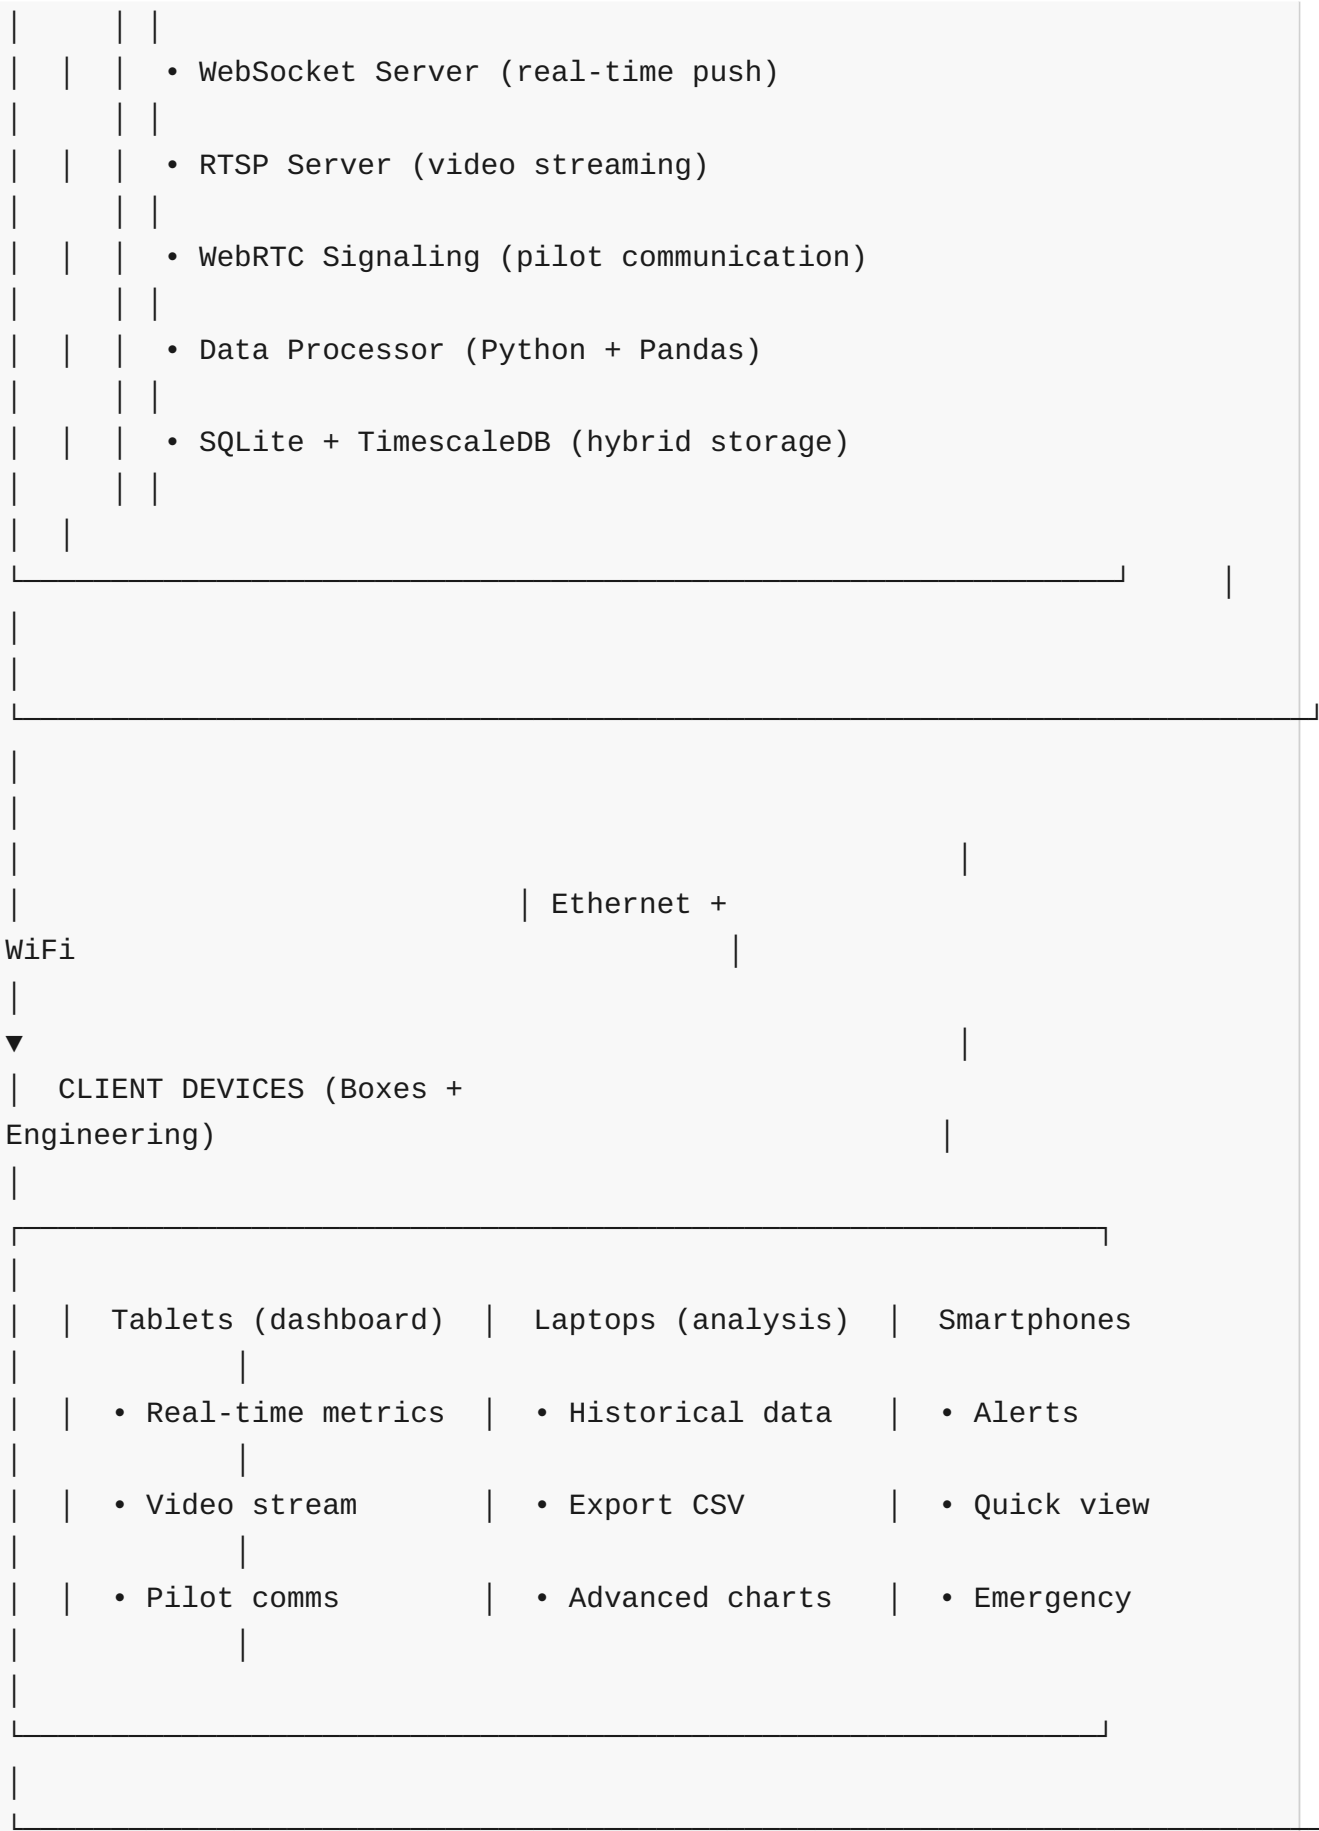 │     │ │
│  │  │  • WebSocket Server (real-time push)
│     │ │
│  │  │  • RTSP Server (video streaming)
│     │ │
│  │  │  • WebRTC Signaling (pilot communication)
│     │ │
│  │  │  • Data Processor (Python + Pandas)
│     │ │
│  │  │  • SQLite + TimescaleDB (hybrid storage)
│     │ │
│  │
└──────────────────────────────────────────────────────────────┘     │
│
│
└─────────────────────────────────────────────────────────────────────────┘
│
│
│                                                     │
│                            │ Ethernet +
WiFi                                     │
│
▼                                                     │
│  CLIENT DEVICES (Boxes +
Engineering)                                         │
│
┌─────────────────────────────────────────────────────────────┐
│
│  │  Tablets (dashboard)  │  Laptops (analysis)  │  Smartphones
│            │
│  │  • Real-time metrics  │  • Historical data   │  • Alerts
│            │
│  │  • Video stream       │  • Export CSV        │  • Quick view
│            │
│  │  • Pilot comms        │  • Advanced charts   │  • Emergency
│            │
│
└─────────────────────────────────────────────────────────────┘
│
└─────────────────────────────────────────────────────────────────────────